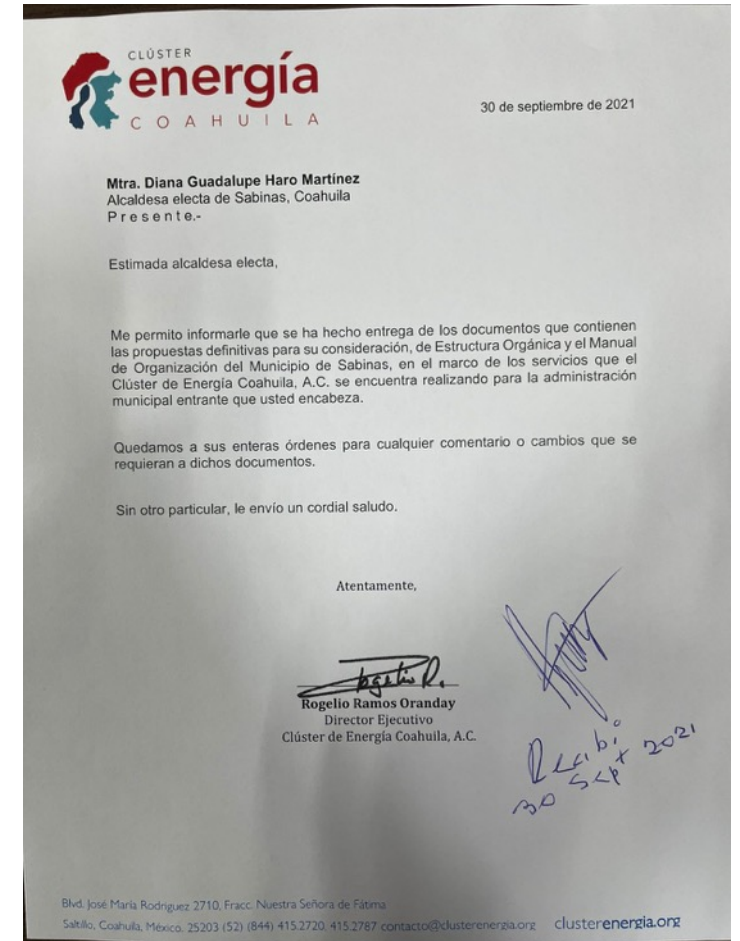 CLÚSTER
energía
COAHUILA
30 de septiembre de 2021
Mtra. Diana Guadalupe Haro Martínez
Alcaldesa electa de Sabinas, Coahuila
P r e s e n t e.-
Estimada alcaldesa electa,
Me permito informarle que se ha hecho entrega de los documentos que contienen
las propuestas definitivas para su consideración, de Estructura Orgánica y el Manual
de Organización del Municipio de Sabinas, en el marco de los servicios que el
Clúster de Energía Coahuila, A.C. se encuentra realizando para la administración
municipal entrante que usted encabeza.
Quedamos a sus enteras órdenes para cualquier comentario o cambios que se
requieran a dichos documentos.
Sin otro particular, le envío un cordial saludo.
Atentamente,
Rogelio R.
Rogelio Ramos Oranday
Director Ejecutivo
Clúster de Energía Coahuila, A.C.
Recibi
30 Sept 2021
Blvd. José María Rodriguez 2710, Fracc. Nuestra Señora de Fátima
Saltillo, Coahuila, México. 25203 (52) (844) 415.2720, 415.2787 contacto@clusterenergia.org clusterenergia.org